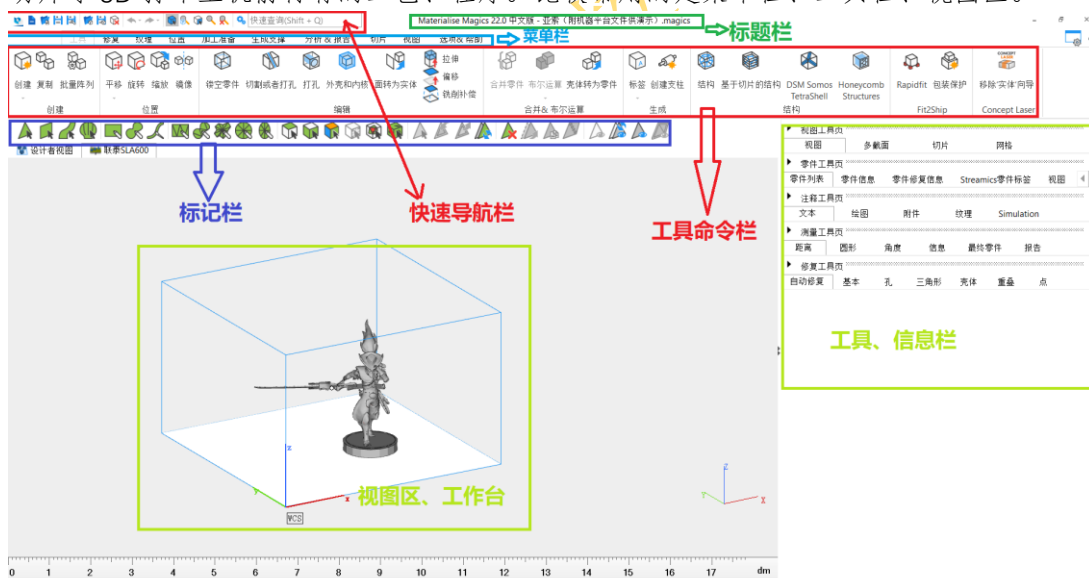 快速查询(Shift + Q)
Materialise Magics 22.0 中文版 - 亚索（附机器平台文件供演示）.magics
标题栏
工具 修复 纹理 位置 加工准备 生成支撑 分析 & 报告 切片 视图 选项& 帮助
菜单栏
创建 复制 批量阵列 平移 旋转 缩放 镜像 镂空零件 切割或者打孔 打孔 外壳和内核 面转为实体 拉伸 偏移 铣削补偿 合并零件 布尔运算 壳体转为零件 标签 创建支柱 结构 基于切片的结构 DSM Somos TetraShell Honeycomb Structures Rapidfit 包装保护 移除'实体'向导
创建 位置 编辑 合并& 布尔运算 生成 结构 Fit2Ship Concept Laser
设计者视图 联泰SLA600
标记栏
快速导航栏
工具命令栏
视图工具页
视图 多截面 切片 网格
零件工具页
零件列表 零件信息 零件修复信息 Streamics零件标签 视图
注释工具页
文本 绘图 附件 纹理 Simulation
测量工具页
距离 圆形 角度 信息 最终零件 报告
修复工具页
自动修复 基本 孔 三角形 壳体 重叠 点
工具、信息栏
z
y
x
视图区、工作台
WCS
z
Y
X
0 1 2 3 4 5 6 7 8 9 10 11 12 13 14 15 16 17 dm